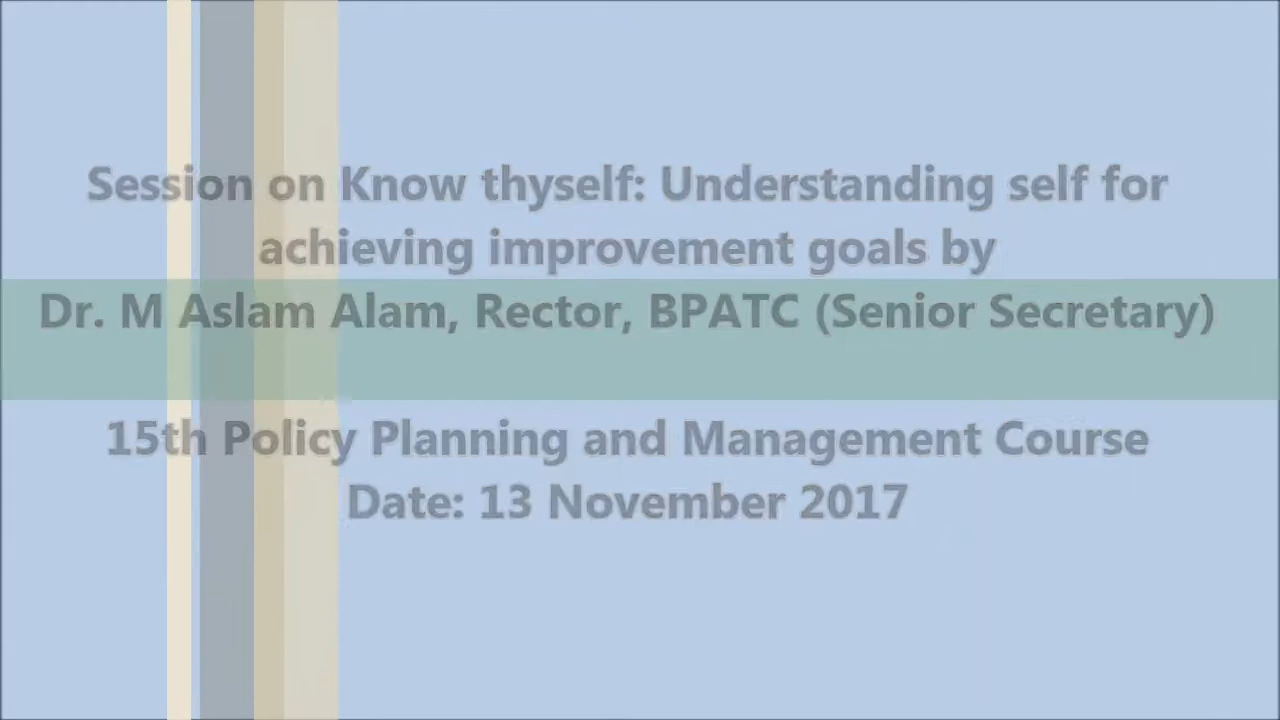 Session on Know thyself: Understanding self for
achieving improvement goals by
Dr. M Aslam Alam, Rector, BPATC (Senior Secretary)
15th Policy Planning and Management Course
Date: 13 November 2017